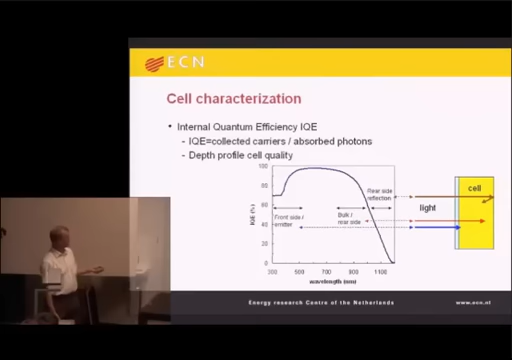 ECN
Cell characterization
• Internal Quantum Efficiency IQE
- IQE=collected carriers / absorbed photons
- Depth profile cell quality
100
80
60
40
20
0
IQE (%)
Front side /
emitter
Bulk /
rear side
Rear side
reflection
300
500
700
900
1100
wavelength (nm)
light
cell
Energy research Centre of the Netherlands
www.ecn.nl